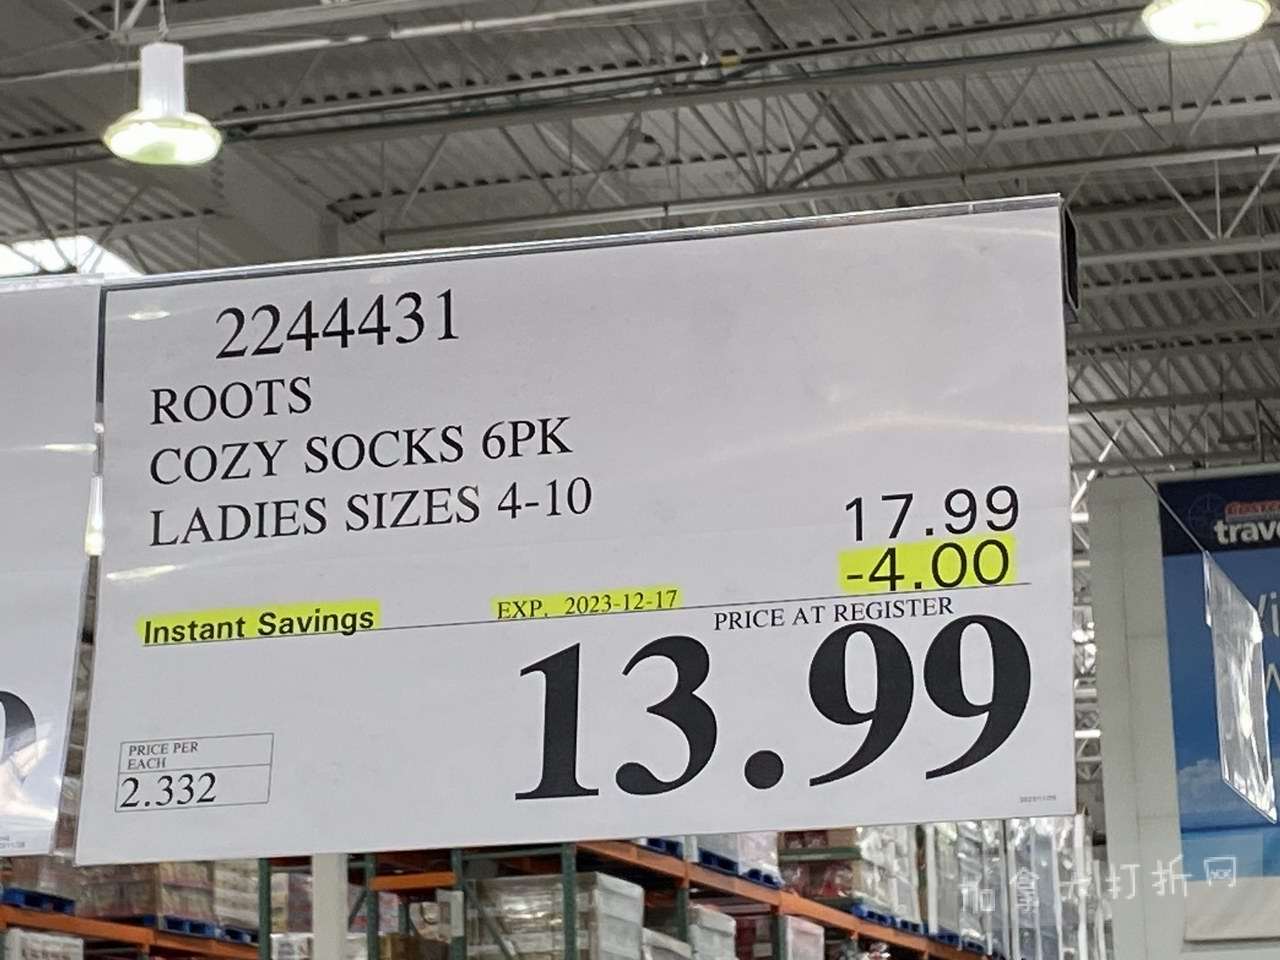 2244431
ROOTS
COZY SOCKS 6PK
LADIES SIZES 4-10
17.99
-4.00
Instant Savings
EXP. 2023-12-17
PRICE AT REGISTER
13.99
PRICE PER
EACH
2.332
加拿大打折网